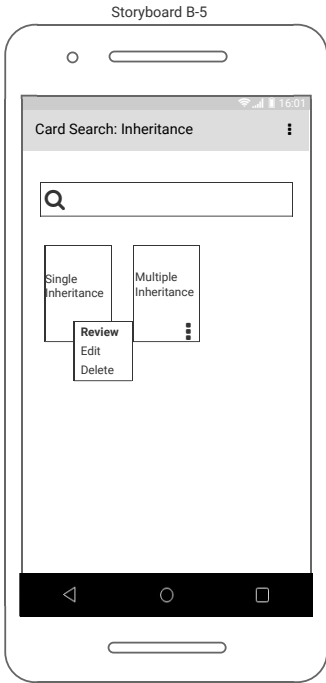 Storyboard B-5
16:01
Card Search: Inheritance
Single
Inheritance
Multiple
Inheritance
Review
Edit
Delete